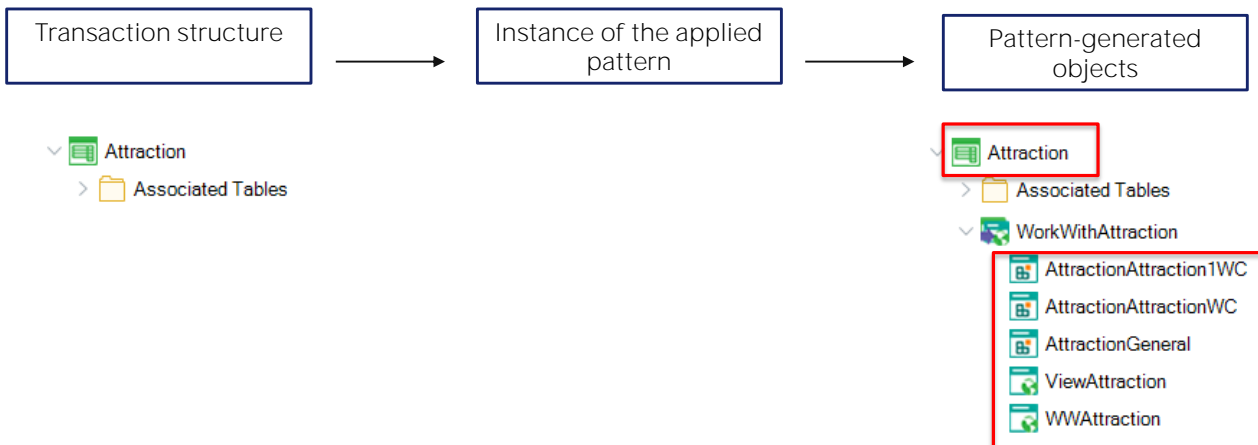 Transaction structure
Instance of the applied
pattern
Pattern-generated
objects
Attraction
Associated Tables
Attraction
Associated Tables
WorkWithAttraction
AttractionAttraction1WC
AttractionAttractionWC
AttractionGeneral
ViewAttraction
WWAttraction